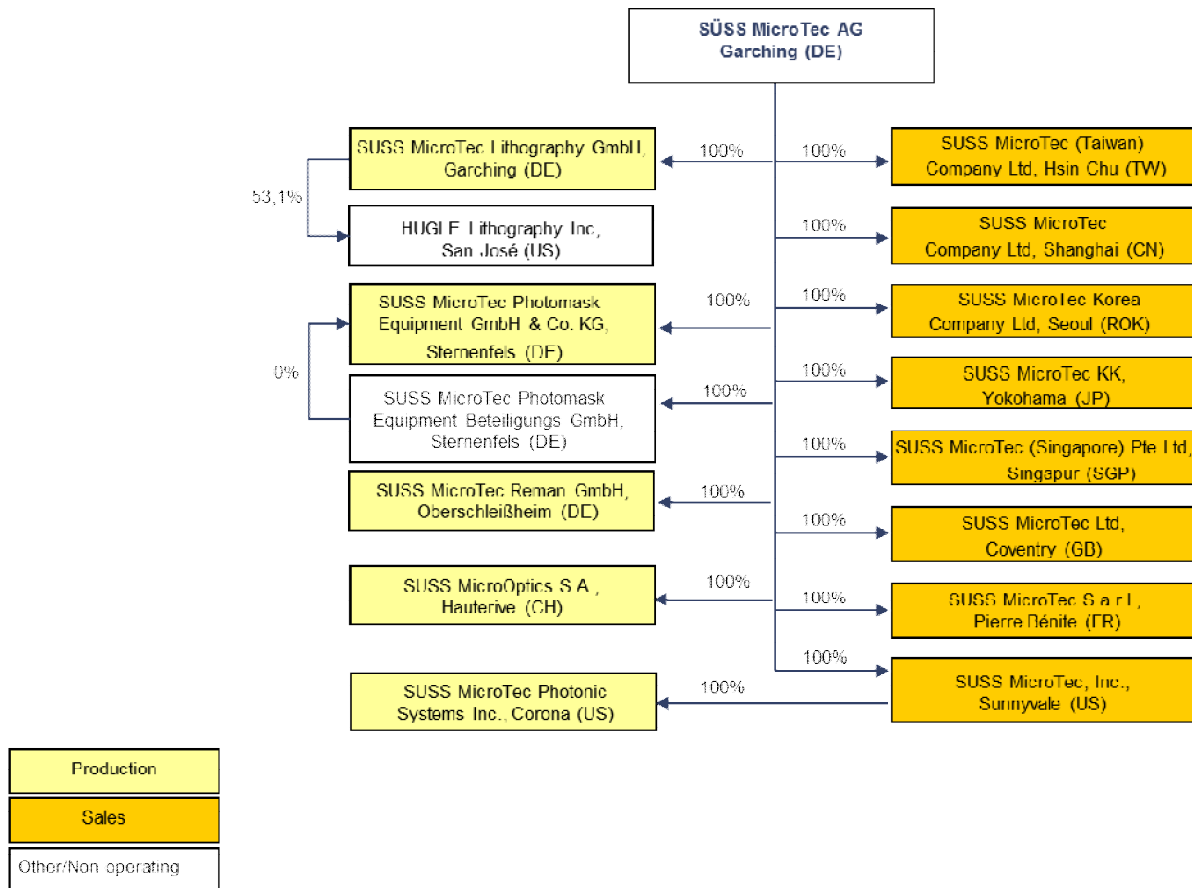 SÜSS MicroTec AG
Garching (DE)
SUSS MicroTec Lithography GmbH,
Garching (DE)
100%
100%
SUSS MicroTec (Taiwan)
Company Ltd, Hsin Chu (TW)
53,1%
HUGLE Lithography Inc,
San José (US)
100%
SUSS MicroTec
Company Ltd, Shanghai (CN)
SUSS MicroTec Photomask
Equipment GmbH & Co. KG,
Sternenfels (DE)
100%
100%
SUSS MicroTec Korea
Company Ltd, Seoul (ROK)
0%
SUSS MicroTec Photomask
Equipment Beteiligungs GmbH,
Sternenfels (DE)
100%
100%
SUSS MicroTec KK,
Yokohama (JP)
100%
SUSS MicroTec (Singapore) Pte Ltd,
Singapur (SGP)
SUSS MicroTec Reman GmbH,
Oberschleißheim (DE)
100%
100%
SUSS MicroTec Ltd,
Coventry (GB)
SUSS MicroOptics S.A.,
Hauterive (CH)
100%
100%
SUSS MicroTec S.a.r.l.,
Pierre Bénite (FR)
100%
SUSS MicroTec, Inc.,
Sunnyvale (US)
SUSS MicroTec Photonic
Systems Inc., Corona (US)
100%
Production
Sales
Other/Non operating